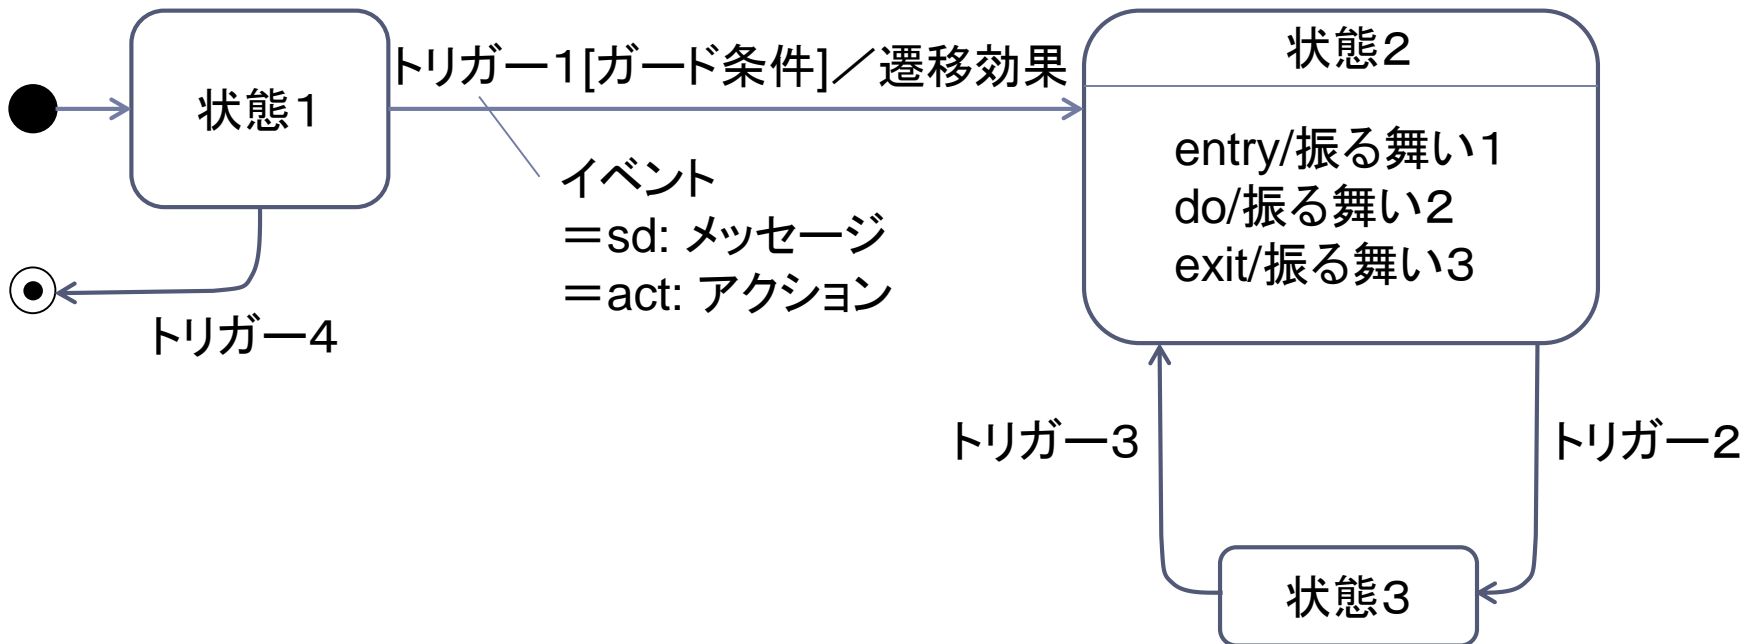 状態1
トリガー1[ガード条件]/遷移効果
イベント
=sd: メッセージ
=act: アクション
状態2
entry/振る舞い1
do/振る舞い2
exit/振る舞い3
トリガー4
トリガー3
トリガー2
状態3